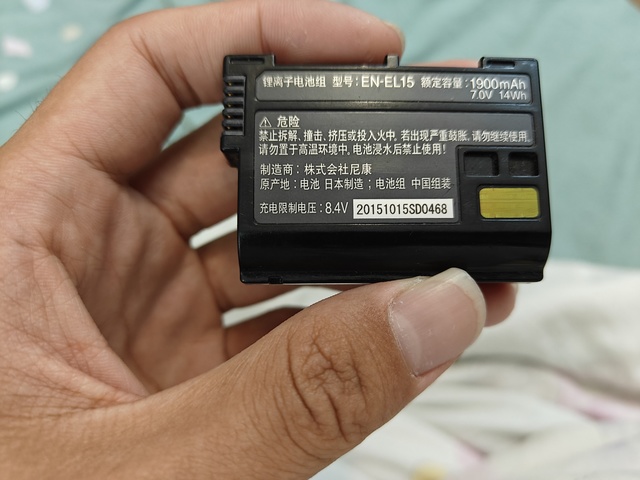 锂离子电池组 型号：EN-EL15 额定容量：1900mAh
7.0V 14Wh
⚠ 危险
禁止拆解、撞击、挤压或投入火中，若出现严重鼓胀，请勿继续使用，
请勿置于高温环境中，电池浸水后禁止使用！
制造商：株式会社尼康
原产地：电池 日本制造；电池组 中国组装
充电限制电压：8.4V 20151015SD0468